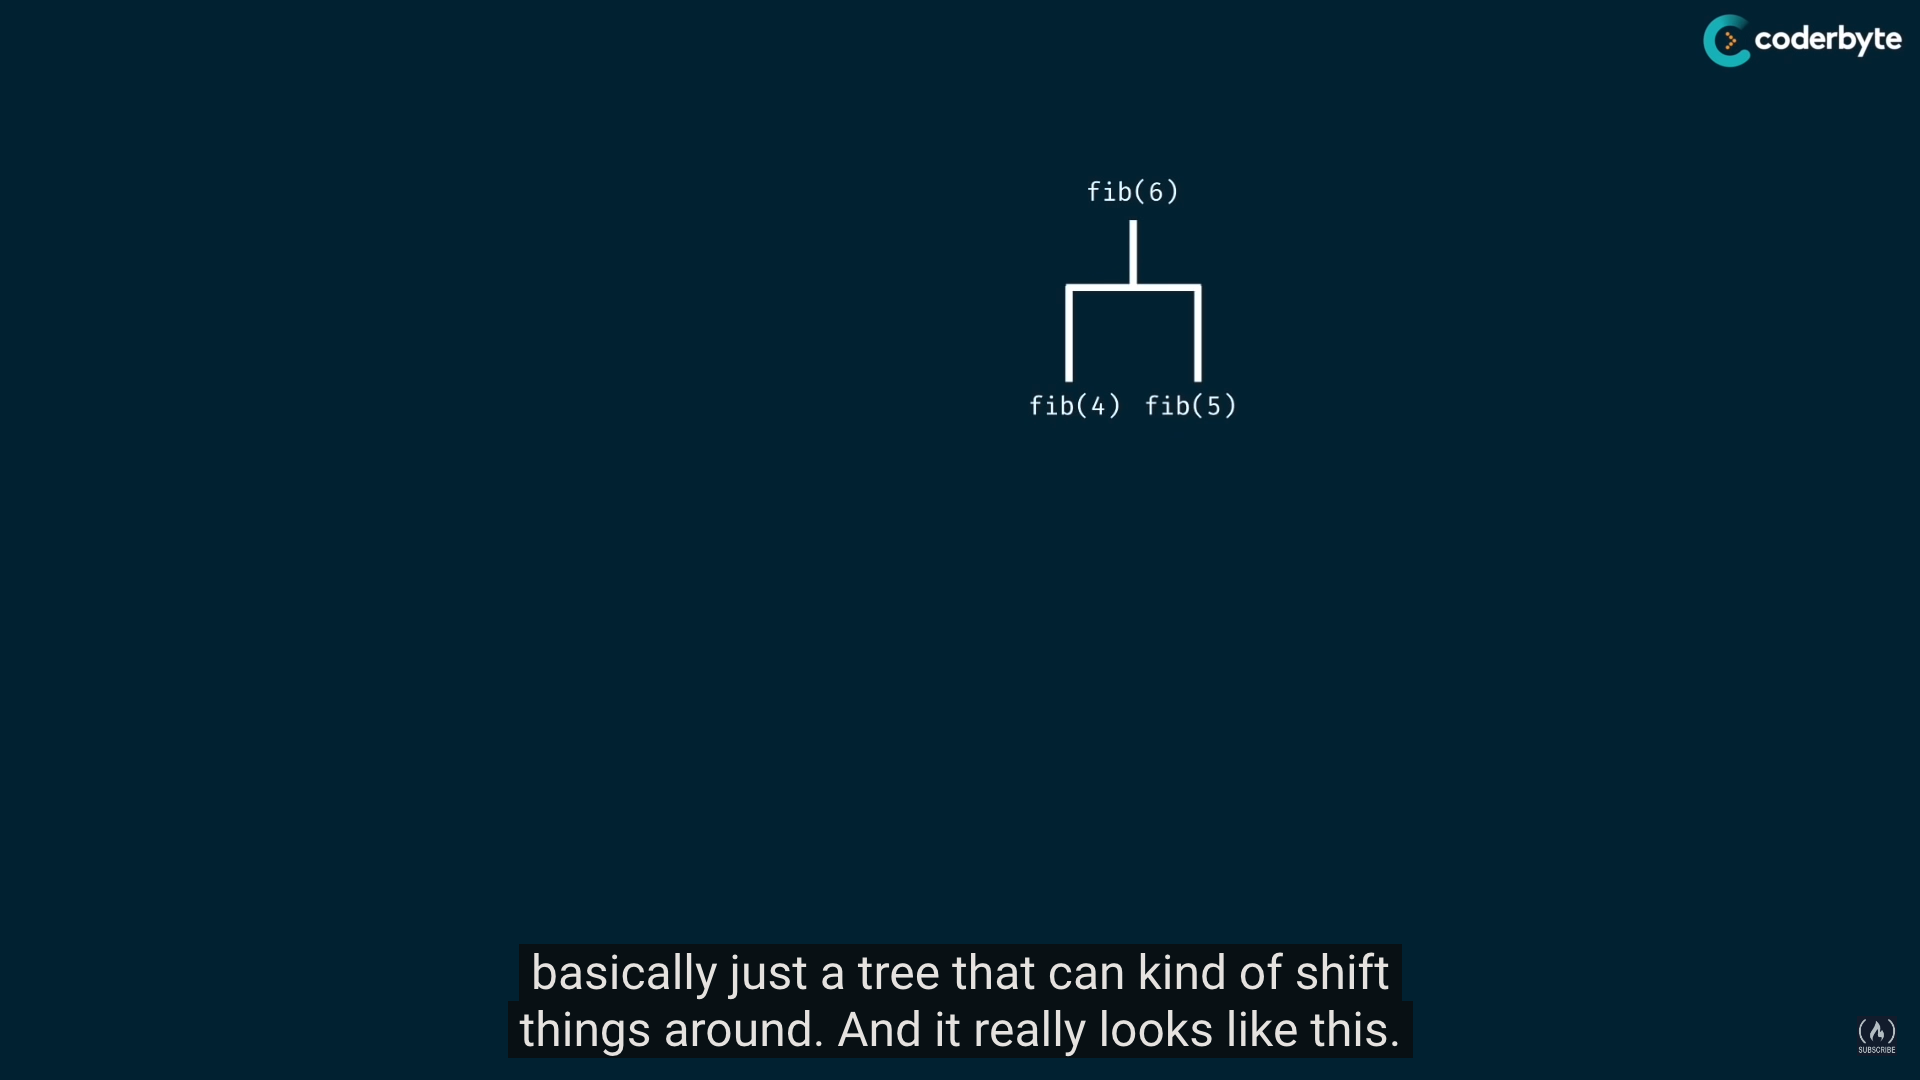 coderbyte
fib(6)
fib(4) fib(5)
basically just a tree that can kind of shift
things around. And it really looks like this.
SUBSCRIBE